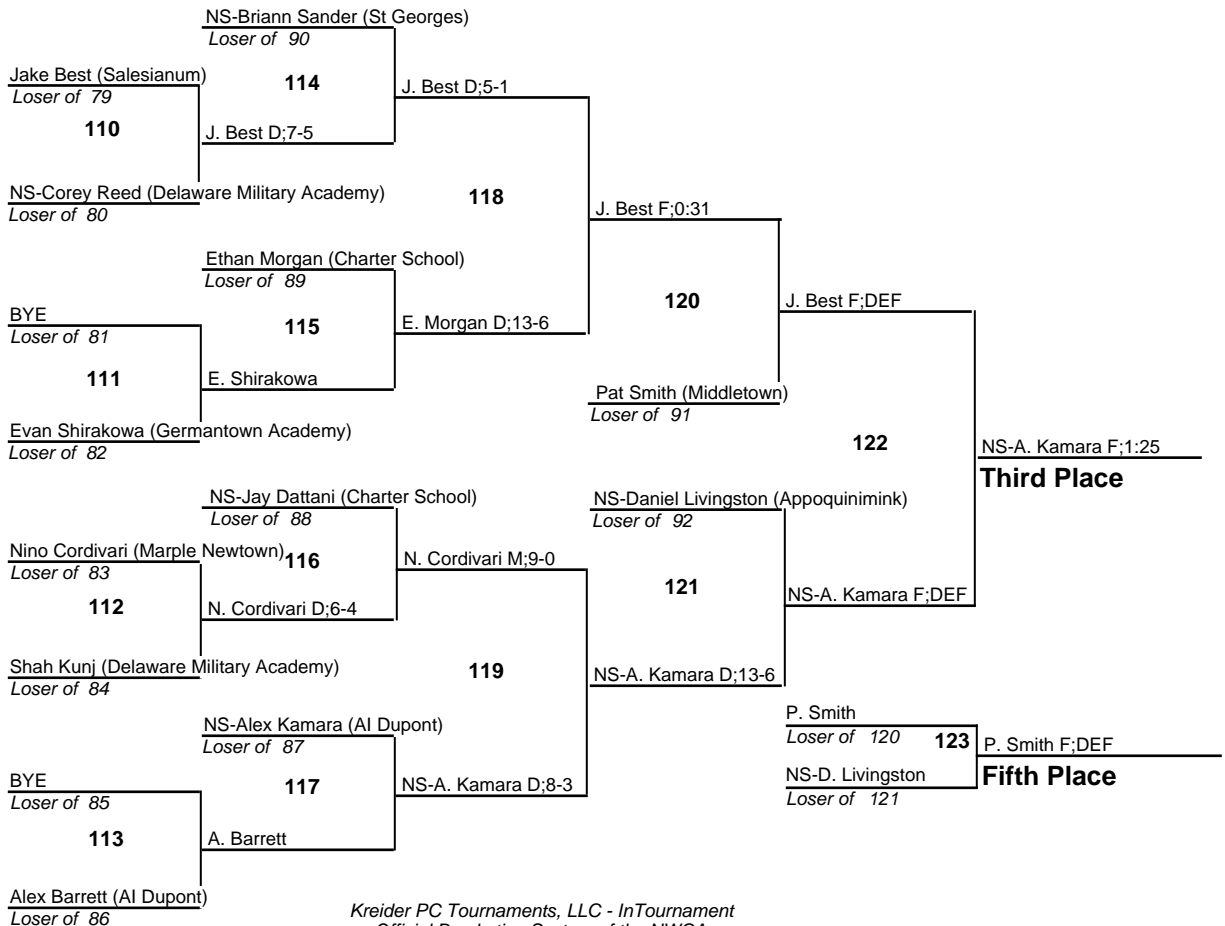 NS-Briann Sander (St Georges)
Loser of 90
Jake Best (Salesianum)
Loser of 79
114
J. Best D;5-1
110
J. Best D;7-5
NS-Corey Reed (Delaware Military Academy)
Loser of 80
118
J. Best F;0:31
Ethan Morgan (Charter School)
Loser of 89
BYE
Loser of 81
115
E. Morgan D;13-6
120
J. Best F;DEF
111
E. Shirakowa
Pat Smith (Middletown)
Loser of 91
Evan Shirakowa (Germantown Academy)
Loser of 82
122
NS-A. Kamara F;1:25
Third Place
NS-Jay Dattani (Charter School)
Loser of 88
NS-Daniel Livingston (Appoquinimink)
Loser of 92
Nino Cordivari (Marple Newtown)
Loser of 83
116
N. Cordivari M;9-0
121
NS-A. Kamara F;DEF
112
N. Cordivari D;6-4
Shah Kunj (Delaware Military Academy)
Loser of 84
119
NS-A. Kamara D;13-6
NS-Alex Kamara (AI Dupont)
Loser of 87
P. Smith
Loser of 120
123
P. Smith F;DEF
Fifth Place
NS-D. Livingston
Loser of 121
BYE
Loser of 85
117
NS-A. Kamara D;8-3
113
A. Barrett
Alex Barrett (AI Dupont)
Loser of 86
Kreider PC Tournaments, LLC - InTournament